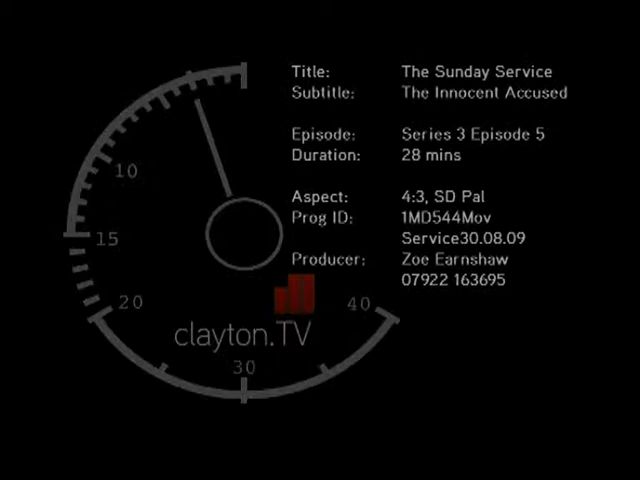 Title: The Sunday Service
Subtitle: The Innocent Accused
Episode: Series 3 Episode 5
Duration: 28 mins
Aspect: 4:3, SD Pal
Prog ID: 1MD544Mov
Service30.08.09
Producer: Zoe Earnshaw
07922 163695
10
15
20
40
clayton.TV
30